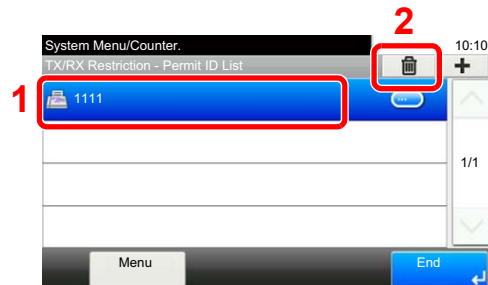 2
System Menu/Counter.
10:10
TX/RX Restriction - Permit ID List
1
1111
1/1
Menu
End